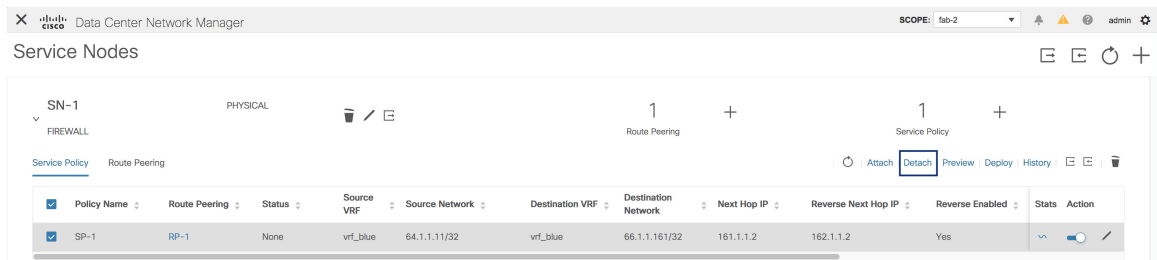 cisco Data Center Network Manager SCOPE: fab-2 admin
Service Nodes
SN-1 PHYSICAL 1 1
FIREWALL Route Peering Service Policy
Service Policy Route Peering Attach Detach Preview Deploy History
Policy Name Route Peering Status Source VRF Source Network Destination VRF Destination Network Next Hop IP Reverse Next Hop IP Reverse Enabled Stats Action
SP-1 RP-1 None vrf_blue 64.1.1.11/32 vrf_blue 66.1.1.161/32 161.1.1.2 162.1.1.2 Yes